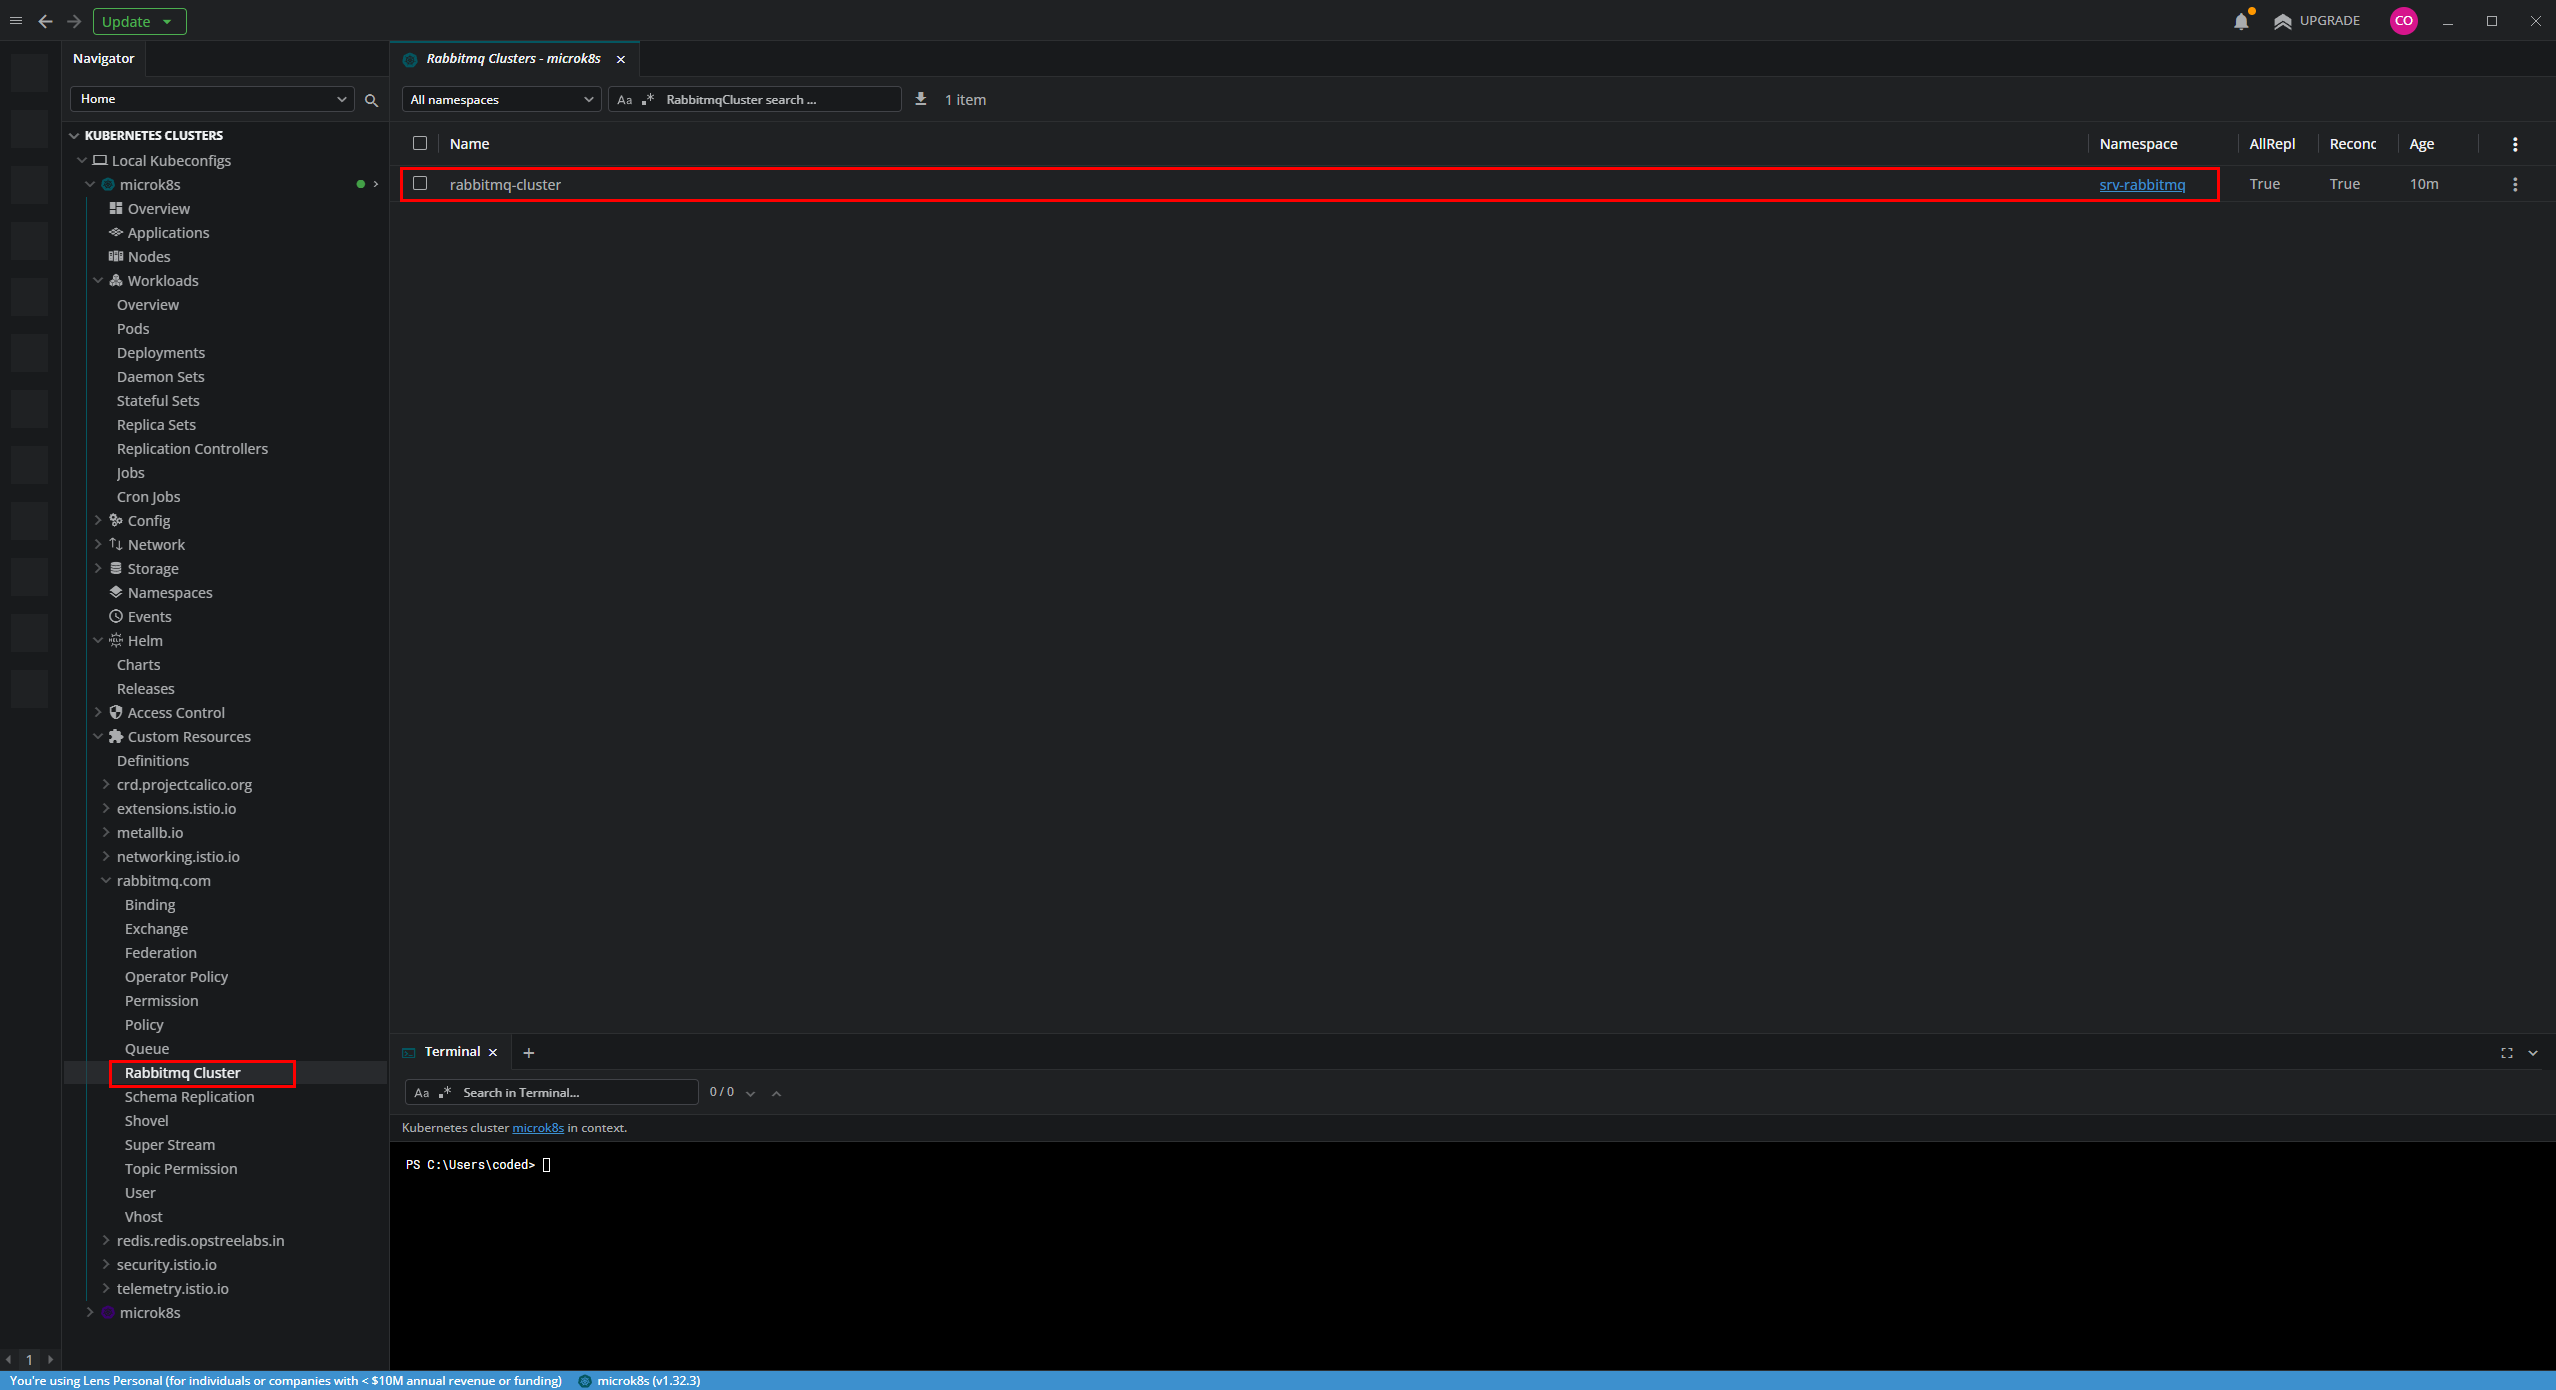 Update
UPGRADE
CO
Navigator
Rabbitmq Clusters - microk8s
Home
All namespaces
Aa .* RabbitmqCluster search ...
1 item
KUBERNETES CLUSTERS
Local Kubeconfigs
microk8s
Overview
Applications
Nodes
Workloads
Overview
Pods
Deployments
Daemon Sets
Stateful Sets
Replica Sets
Replication Controllers
Jobs
Cron Jobs
Config
Network
Storage
Namespaces
Events
Helm
Charts
Releases
Access Control
Custom Resources
Definitions
crd.projectcalico.org
extensions.istio.io
metallb.io
networking.istio.io
rabbitmq.com
Binding
Exchange
Federation
Operator Policy
Permission
Policy
Queue
Rabbitmq Cluster
Schema Replication
Shovel
Super Stream
Topic Permission
User
Vhost
redis.redis.opstreelabs.in
security.istio.io
telemetry.istio.io
microk8s
1
Name Namespace AllRepl Reconc Age
rabbitmq-cluster srv-rabbitmq True True 10m
Terminal
Aa .* Search in Terminal...
0 / 0
Kubernetes cluster microk8s in context.
PS C:\Users\coded>
You're using Lens Personal (for individuals or companies with < $10M annual revenue or funding) microk8s (v1.32.3)